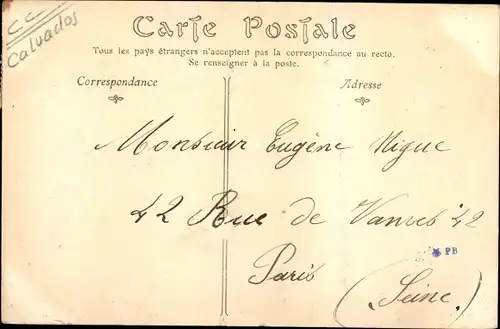 Calvados
Carte Postale
Tous les pays étrangers n'acceptent pas la correspondance au recto.
Se renseigner à la poste.
Correspondance
Adresse
Monsieur Eugène Nigue
42 Rue de Vanves 42
PB
Paris
(Seine)